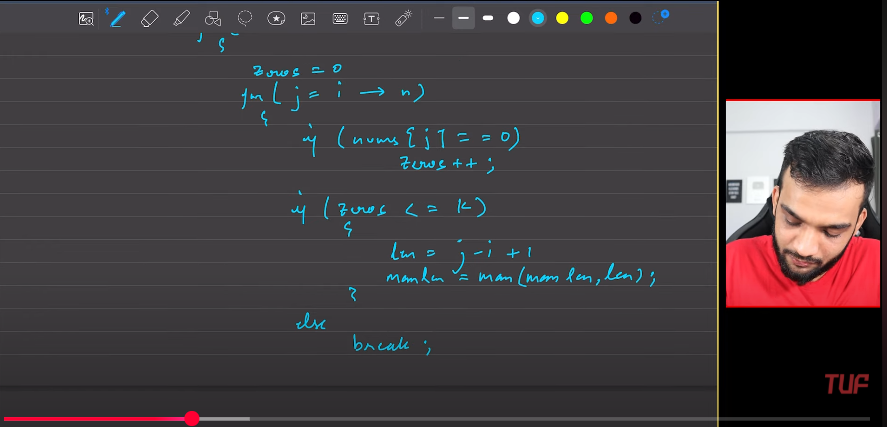 {
zeros = 0
for ( j = i → n)
{
if ( nums [ j ] = = 0)
zeros ++ ;
if ( zeros < = k)
{
len = j - i + 1
maxlen = max(maxlen, len) ;
}
else
break ;
TUF